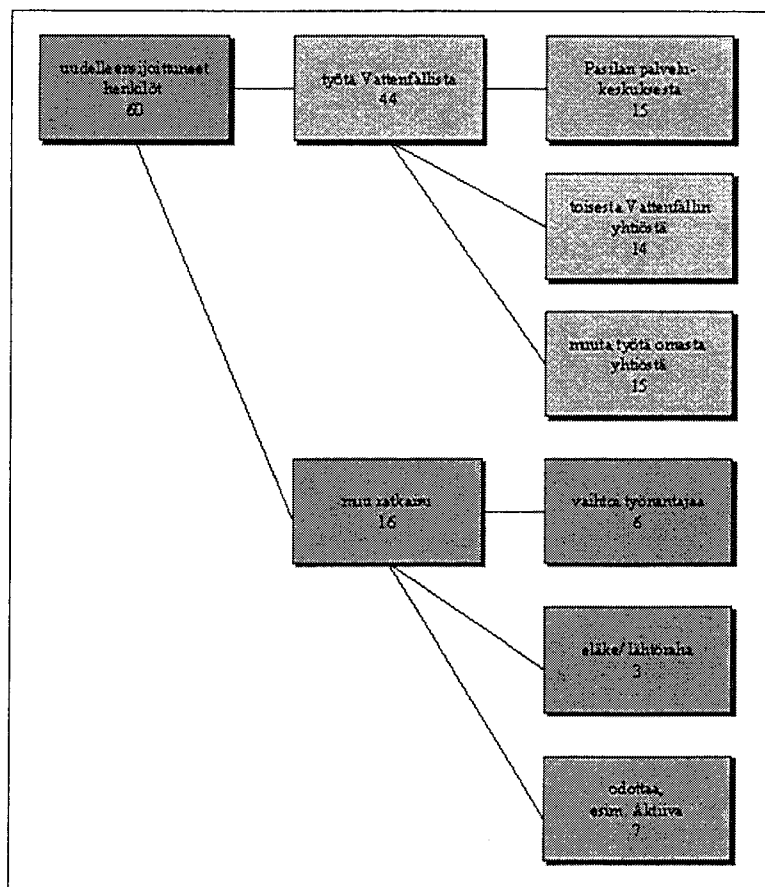 uudelleensijoittuneet
henkilöt
60
työtä Vattenfallista
44
Pasilan palvelu-
keskuksesta
15
toisesta Vattenfallin
yhtiöstä
14
muuta työtä omasta
yhtiöstä
15
muu ratkaisu
16
vaihtoi työnantajaa
6
eläke/ lähtöraha
3
odottaa,
esim. Aktiiva
7